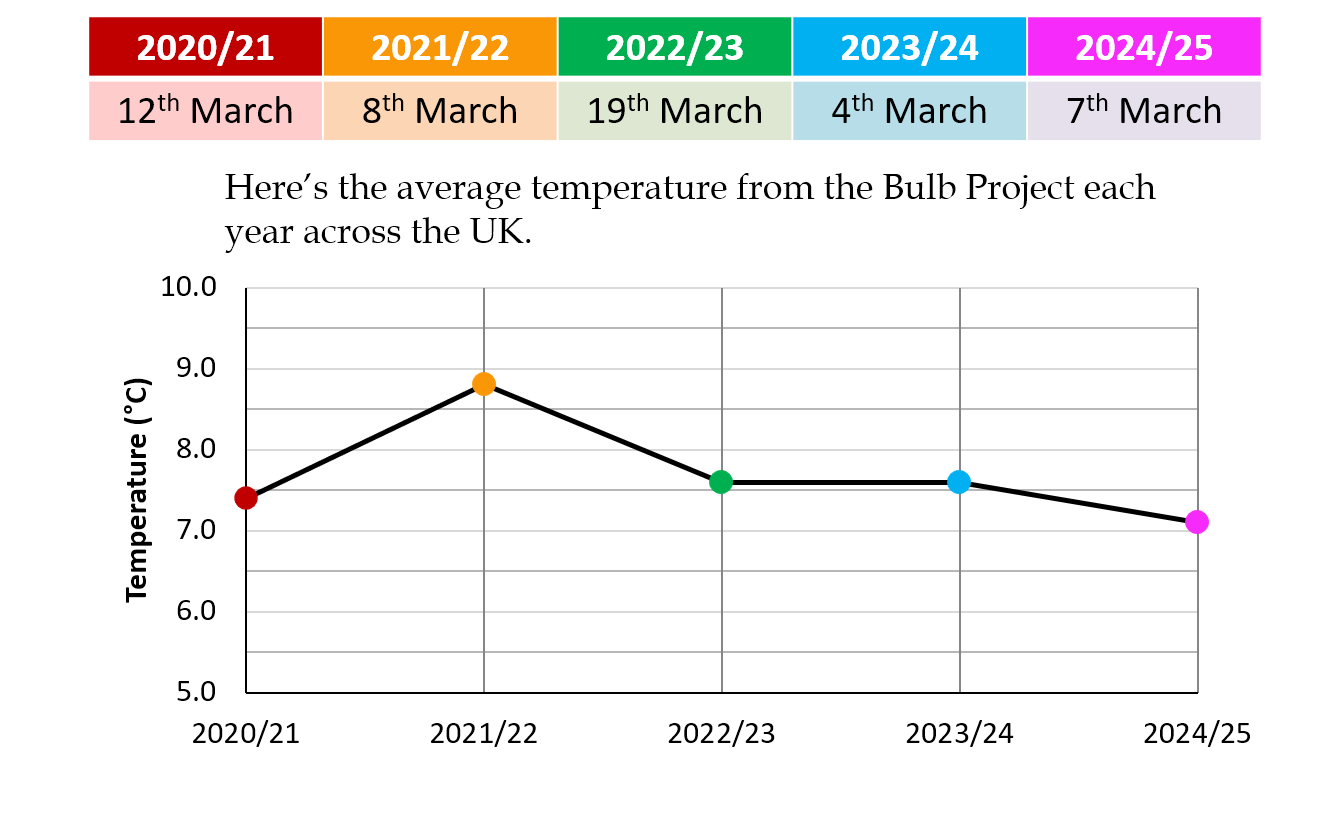 2020/21 2021/22 2022/23 2023/24 2024/25
12th March 8th March 19th March 4th March 7th March
Here’s the average temperature from the Bulb Project each
year across the UK.
10.0
9.0
8.0
7.0
6.0
5.0
Temperature (°C)
2020/21 2021/22 2022/23 2023/24 2024/25